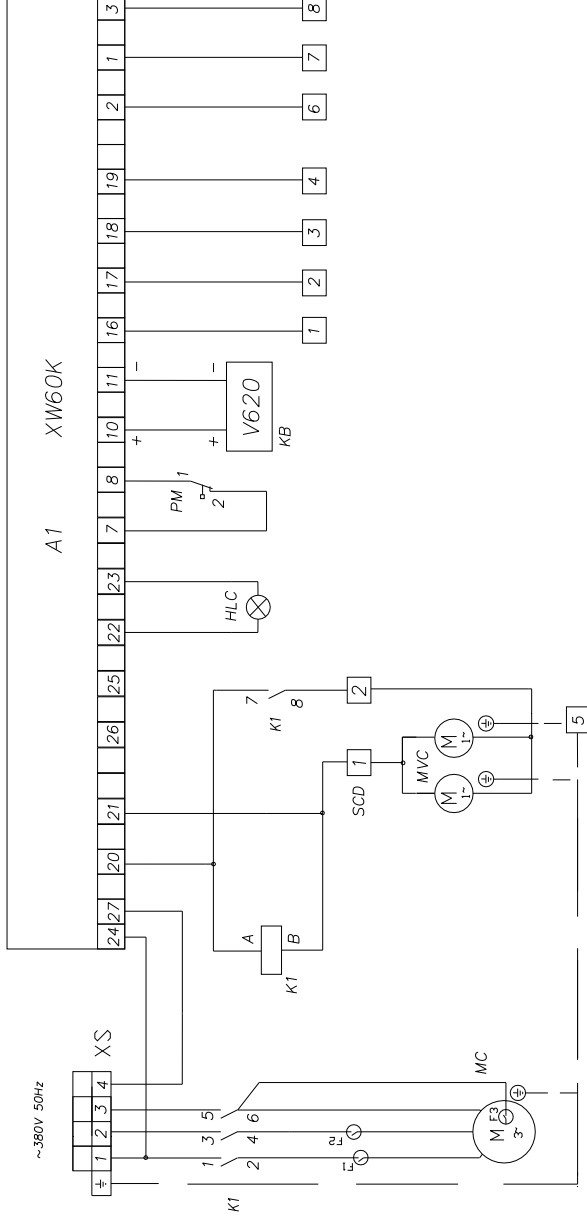 3 1 2 19 18 17 16 11 10 8 7 23 22 25 26 21 20 27 24
A1 XW60K
8
7
6
4
3
2
1
+ −
+ −
V620
KB
PM 1
2
HLC
7
K1
8
2
SCD 1
MVC
M 1~
M 1~
5
A
B
K1
~380V 50Hz
XS
1 2 3 4
K1
1 3 5
2 4 6
F1
F2
MC
M F3
3~